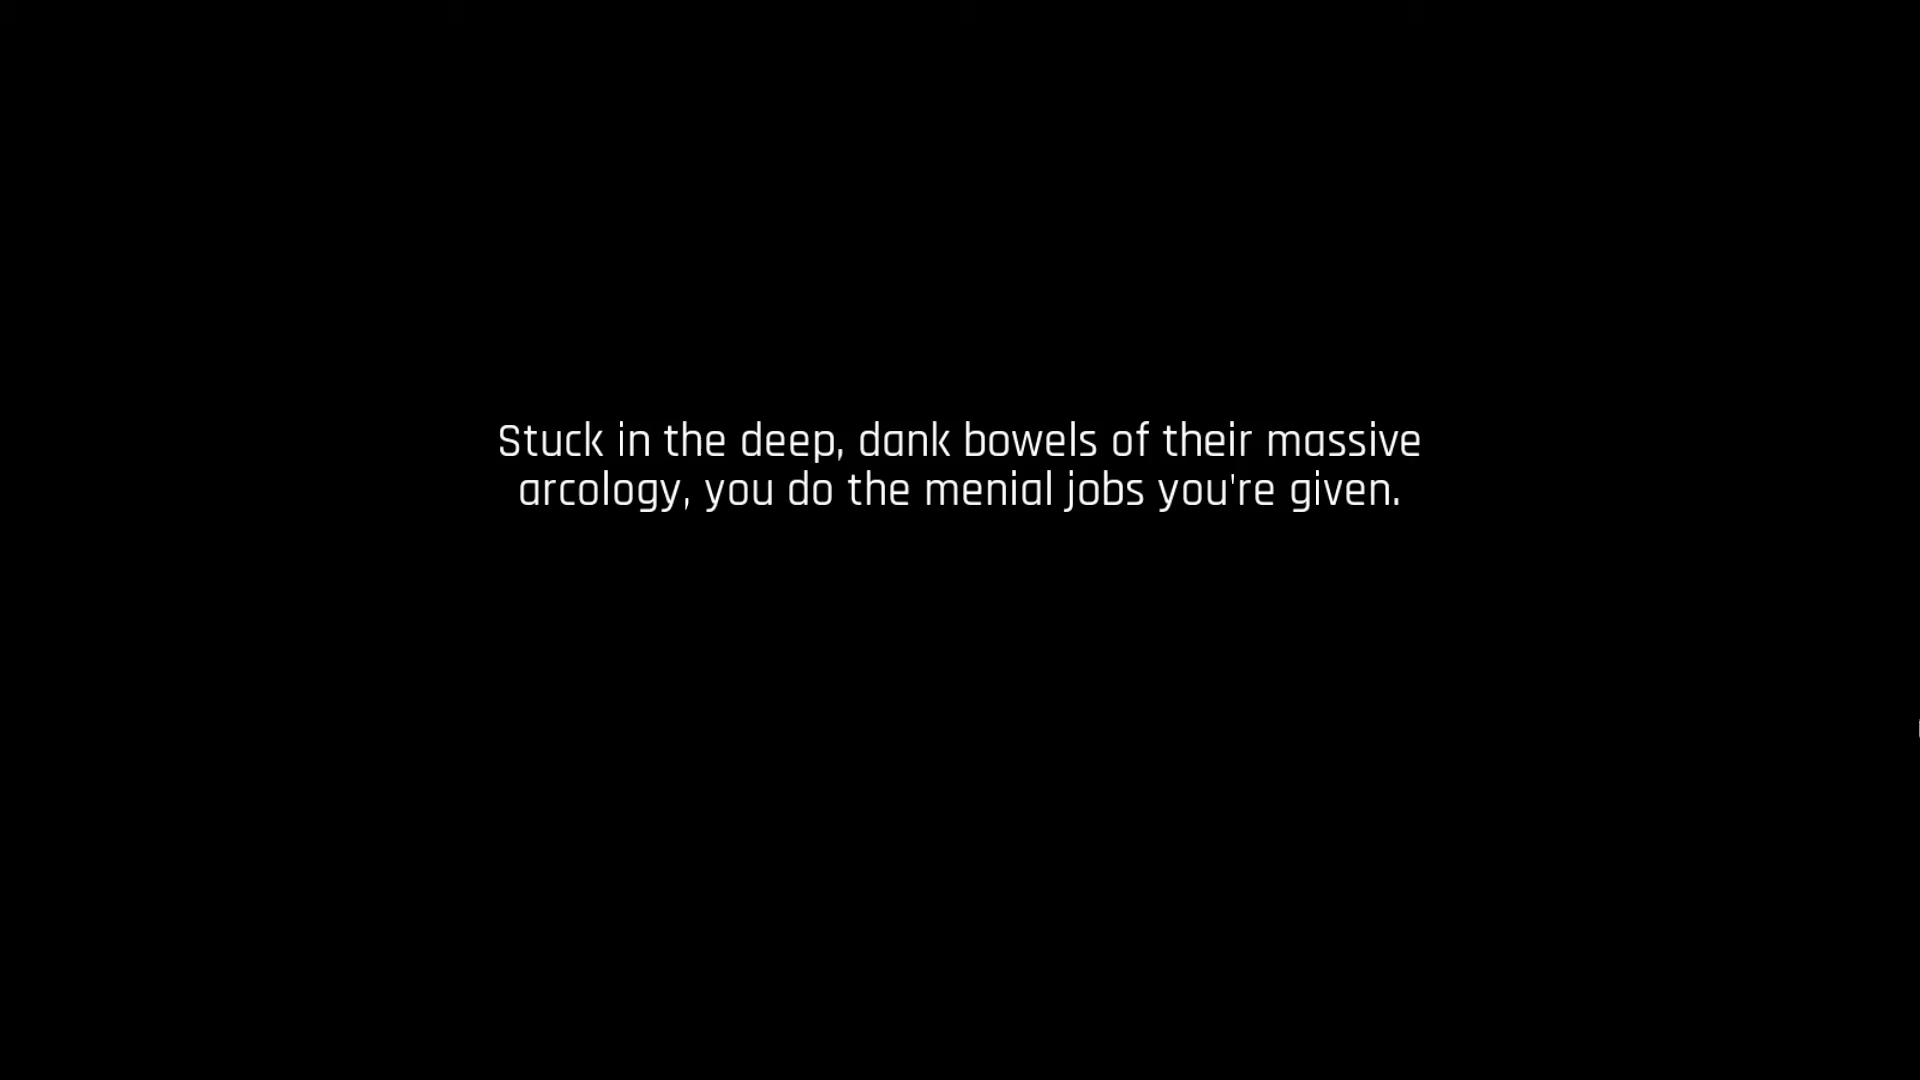 Stuck in the deep, dank bowels of their massive
arcology, you do the menial jobs you're given.